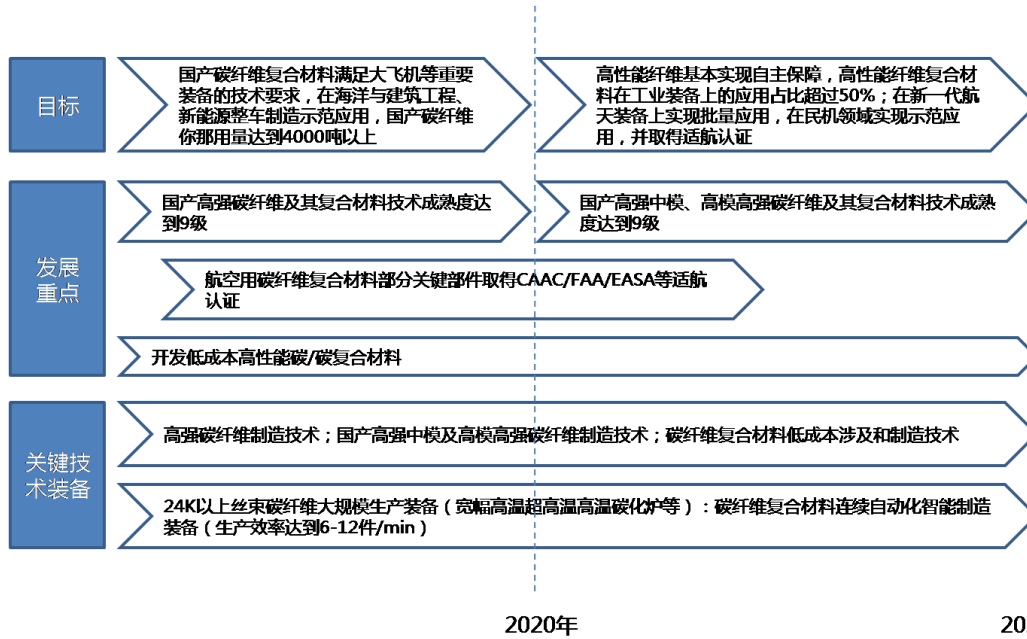 目标
国产碳纤维复合材料满足大飞机等重要
装备的技术要求，在海洋与建筑工程、
新能源整车制造示范应用，国产碳纤维
你那用量达到4000吨以上
高性能纤维基本实现自主保障，高性能纤维复合材
料在工业装备上的应用占比超过50%；在新一代航
天装备上实现批量应用，在民机领域实现示范应
用，并取得适航认证
发展
重点
国产高强碳纤维及其复合材料技术成熟度达
到9级
国产高强中模、高模高强碳纤维及其复合材料技术成熟
度达到9级
航空用碳纤维复合材料部分关键部件取得CAAC/FAA/EASA等适航
认证
开发低成本高性能碳/碳复合材料
关键技
术装备
高强碳纤维制造技术；国产高强中模及高模高强碳纤维制造技术；碳纤维复合材料低成本涉及和制造技术
24K以上丝束碳纤维大规模生产装备（宽幅高温超高温高温碳化炉等）：碳纤维复合材料连续自动化智能制造
装备（生产效率达到6-12件/min）
2020年
20